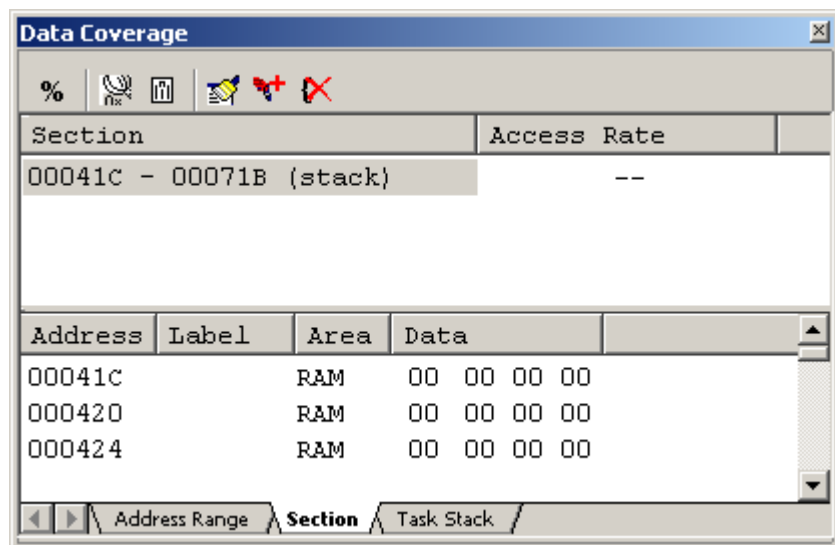 Data Coverage
%
Section Access Rate
00041C - 00071B (stack) --
Address Label Area Data
00041C RAM 00 00 00 00
000420 RAM 00 00 00 00
000424 RAM 00 00 00 00
Address Range Section Task Stack